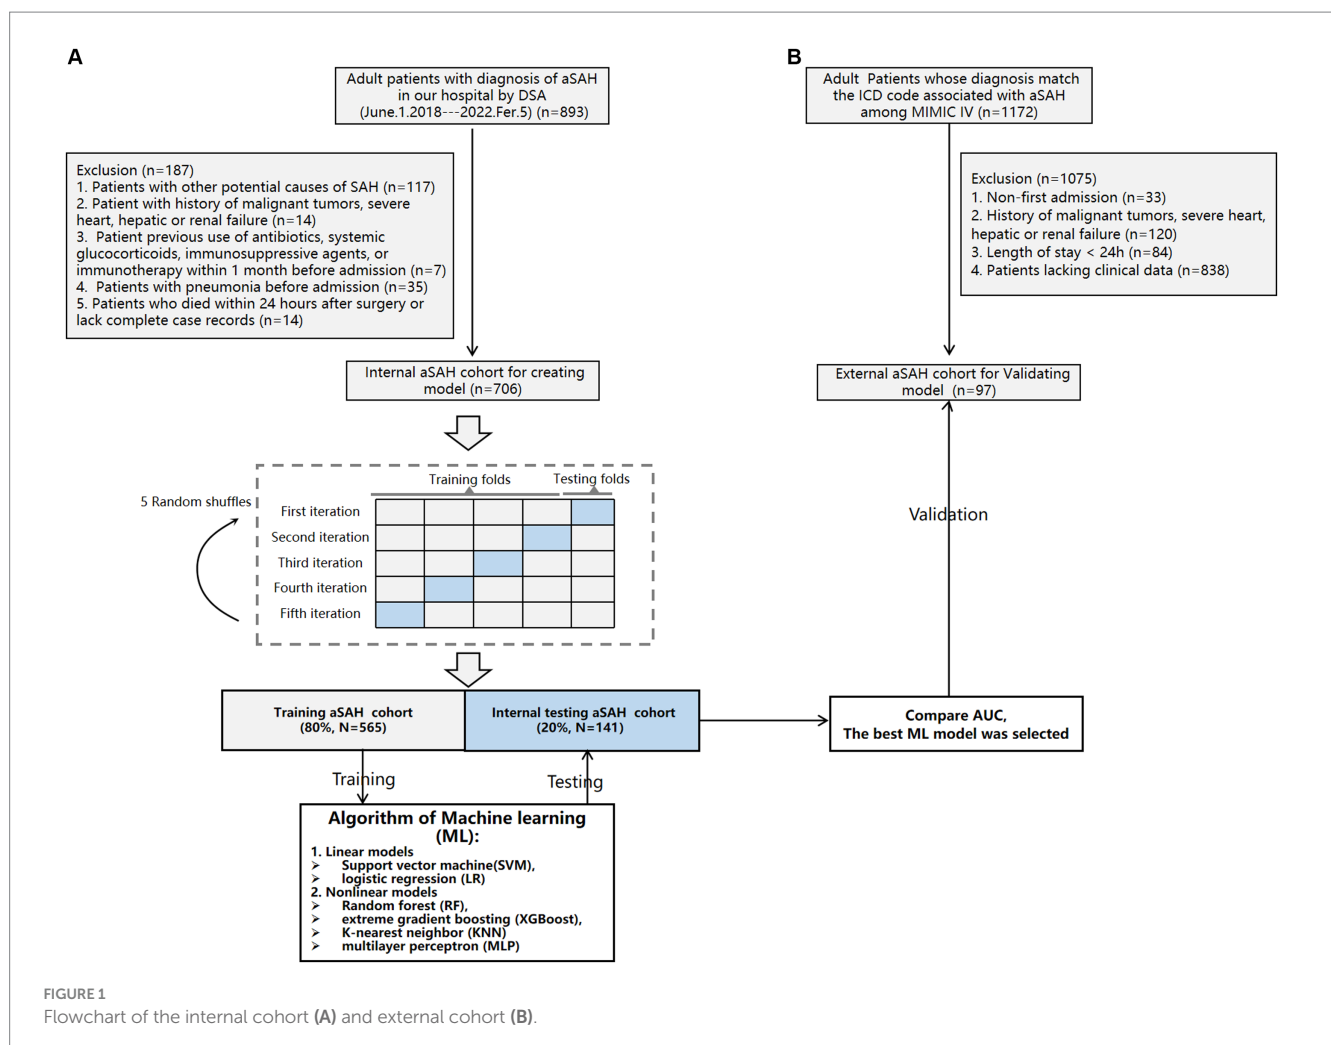 A
Adult patients with diagnosis of aSAH
in our hospital by DSA
(June.1.2018---2022.Fer.5) (n=893)
Exclusion (n=187)
1. Patients with other potential causes of SAH (n=117)
2. Patient with history of malignant tumors, severe
heart, hepatic or renal failure (n=14)
3. Patient previous use of antibiotics, systemic
glucocorticoids, immunosuppressive agents, or
immunotherapy within 1 month before admission (n=7)
4. Patients with pneumonia before admission (n=35)
5. Patients who died within 24 hours after surgery or
lack complete case records (n=14)
Internal aSAH cohort for creating
model (n=706)
5 Random shuffles
Training folds
Testing folds
First iteration
Second iteration
Third iteration
Fourth iteration
Fifth iteration
Training aSAH cohort
(80%, N=565)
Internal testing aSAH cohort
(20%, N=141)
Training
Testing
Algorithm of Machine learning
(ML):
1. Linear models
➢ Support vector machine(SVM),
➢ logistic regression (LR)
2. Nonlinear models
➢ Random forest (RF),
➢ extreme gradient boosting (XGBoost),
➢ K-nearest neighbor (KNN)
➢ multilayer perceptron (MLP)
B
Adult Patients whose diagnosis match
the ICD code associated with aSAH
among MIMIC IV (n=1172)
Exclusion (n=1075)
1. Non-first admission (n=33)
2. History of malignant tumors, severe heart,
hepatic or renal failure (n=120)
3. Length of stay < 24h (n=84)
4. Patients lacking clinical data (n=838)
External aSAH cohort for Validating
model (n=97)
Validation
Compare AUC,
The best ML model was selected
FIGURE 1
Flowchart of the internal cohort (A) and external cohort (B).